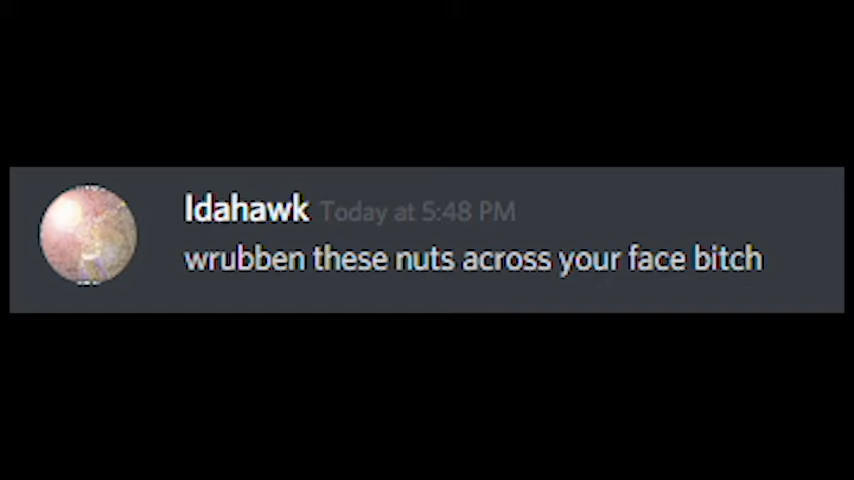 Idahawk Today at 5:48 PM
wrubben these nuts across your face bitch